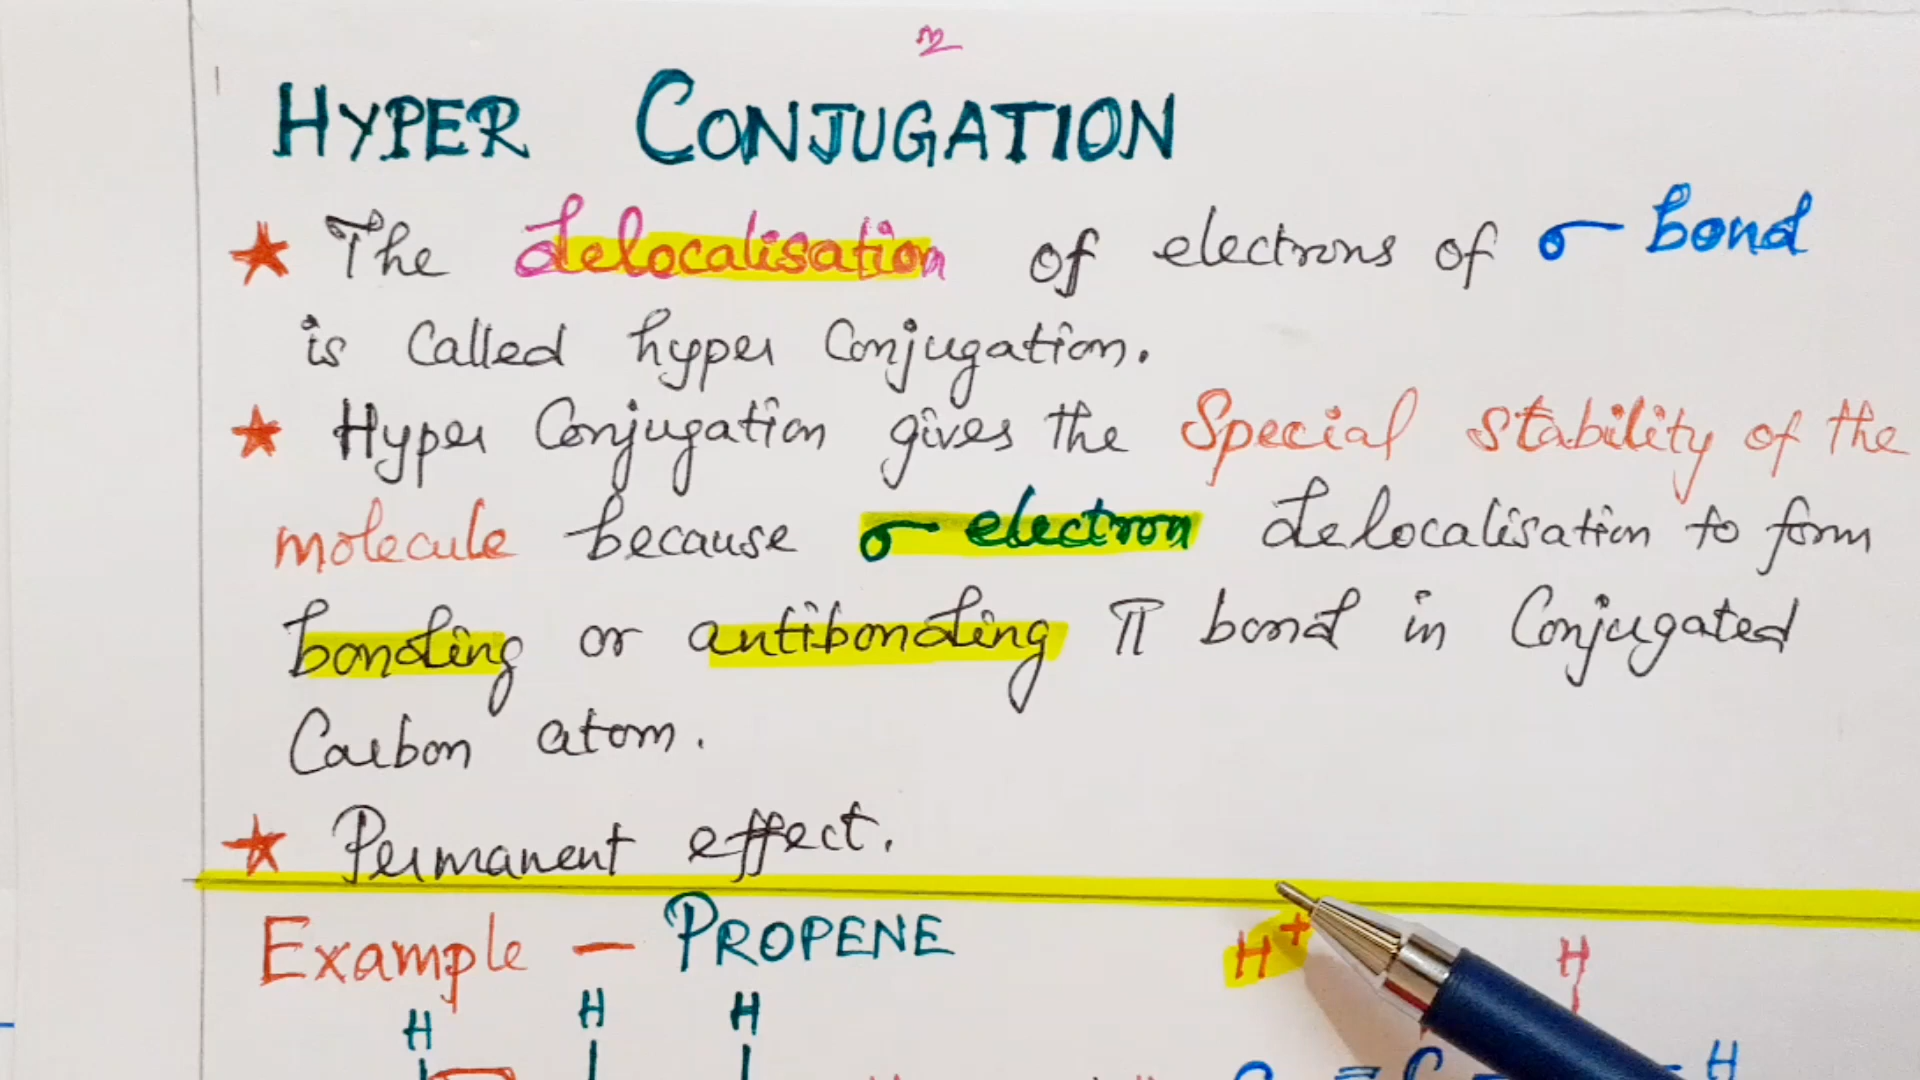 2
HYPER CONJUGATION
★ The delocalisation of electrons of σ bond
is called hyper Conjugation.
★ Hyper Conjugation gives the Special stability of the
molecule because σ electron delocalisation to form
bonding or antibonding π bond in Conjugated
Carbon atom.
★ Permanent effect.
Example – PROPENE
H+ H
H H H
C = C – H